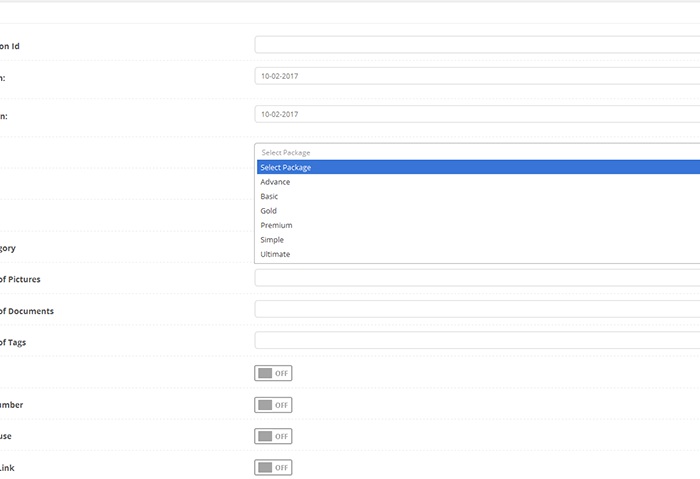 on Id
n:
10-02-2017
n:
10-02-2017
Select Package
Select Package
Advance
Basic
Gold
Premium
Simple
Ultimate
gory
of Pictures
of Documents
of Tags
OFF
umber
OFF
use
OFF
Link
OFF